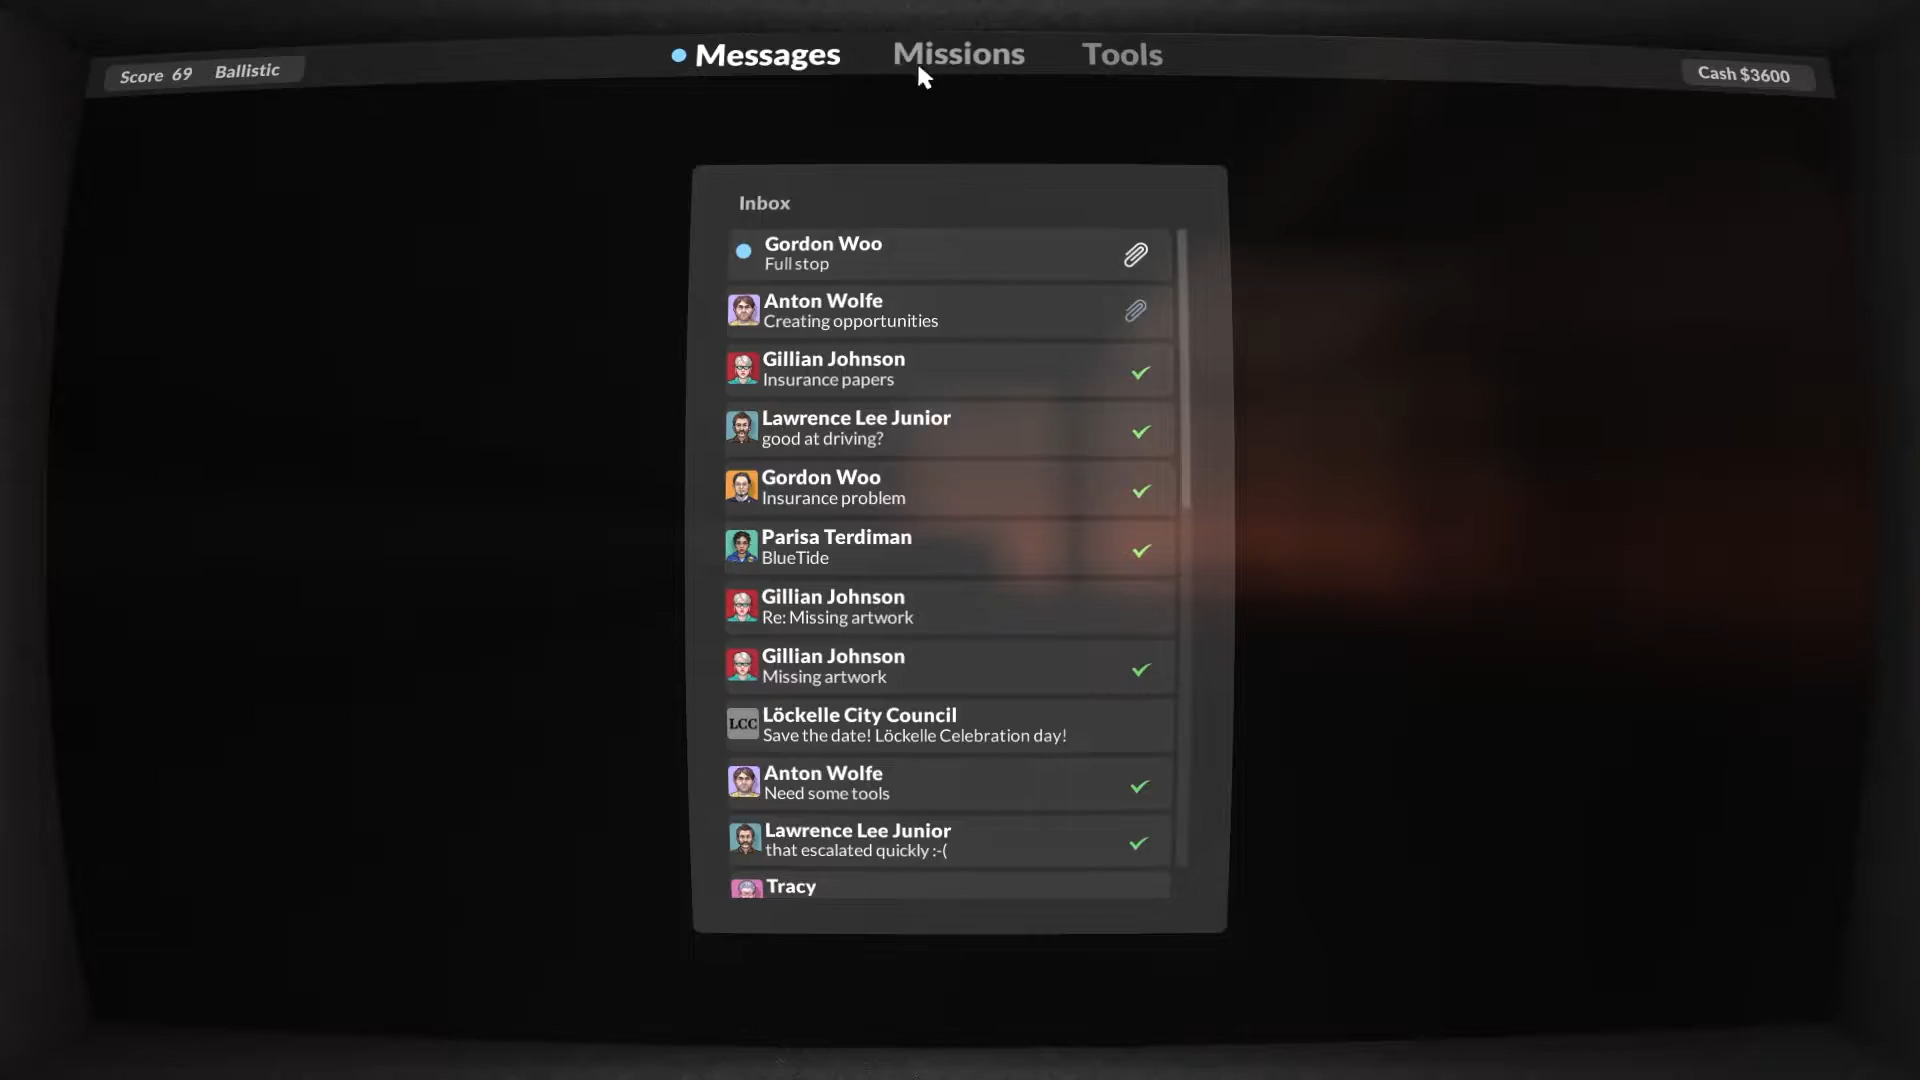 Score 69 Ballistic
Messages Missions Tools
Cash $3600
Inbox
Gordon Woo
Full stop
Anton Wolfe
Creating opportunities
Gillian Johnson
Insurance papers
Lawrence Lee Junior
good at driving?
Gordon Woo
Insurance problem
Parisa Terdiman
BlueTide
Gillian Johnson
Re: Missing artwork
Gillian Johnson
Missing artwork
LCC
Löckelle City Council
Save the date! Löckelle Celebration day!
Anton Wolfe
Need some tools
Lawrence Lee Junior
that escalated quickly :-(
Tracy